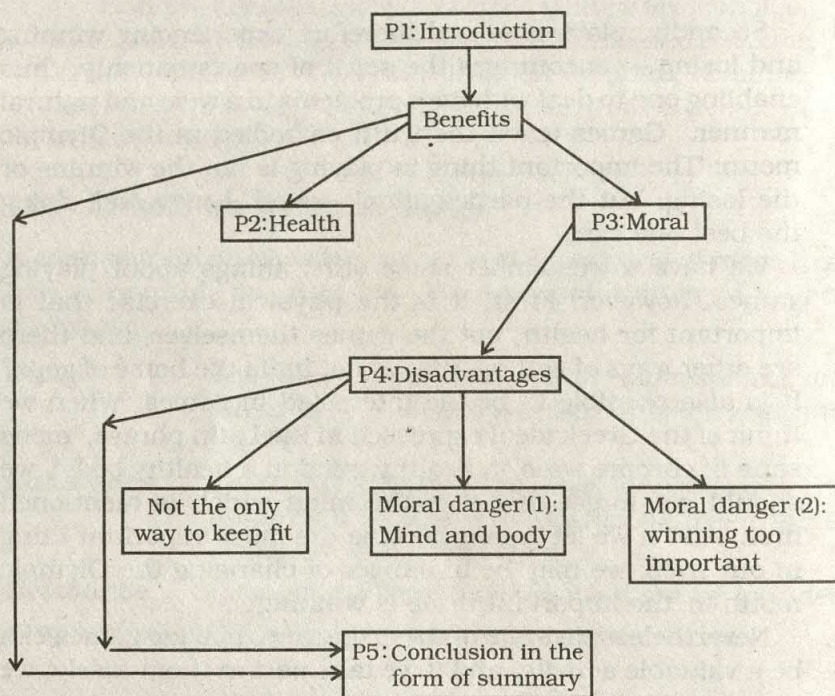 P1:Introduction
Benefits
P2:Health
P3:Moral
P4:Disadvantages
Not the only
way to keep fit
Moral danger (1):
Mind and body
Moral danger (2):
winning too
important
P5:Conclusion in the
form of summary